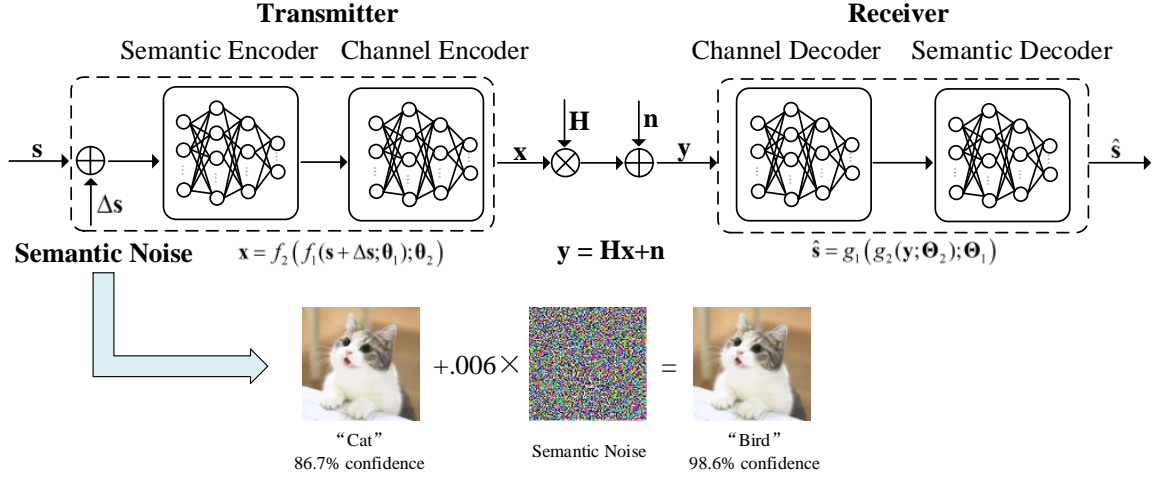 Transmitter
Receiver
Semantic Encoder
Channel Encoder
Channel Decoder
Semantic Decoder
s
Δs
x
H
n
y
ŝ
Semantic Noise
x = f₂(f₁(s + Δs;θ₁);θ₂)
y = Hx+n
ŝ = g₁(g₂(y;Θ₂);Θ₁)
+.006×
=
“Cat”
86.7% confidence
Semantic Noise
“Bird”
98.6% confidence